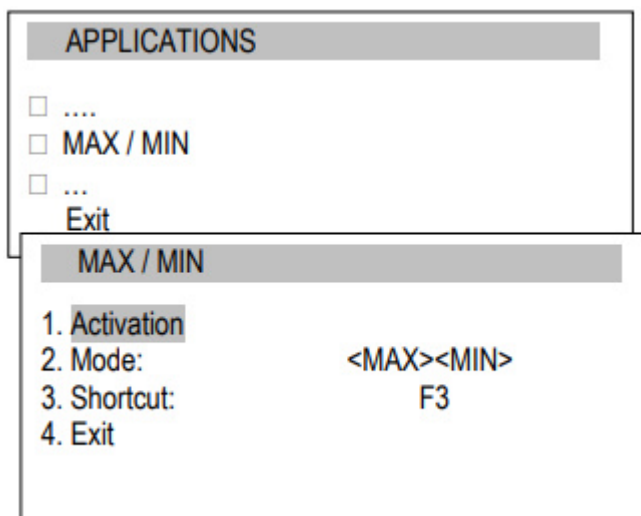 APPLICATIONS
....
MAX / MIN
...
Exit
MAX / MIN
1. Activation
2. Mode: <MAX><MIN>
3. Shortcut: F3
4. Exit